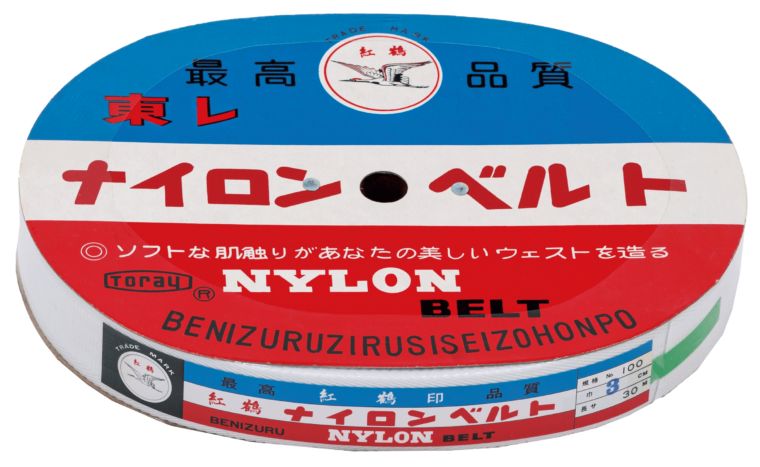 TRADE MARK
紅鶴
最高 品質
東レ
ナイロンベルト
◎ソフトな肌触りがあなたの美しいウェストを造る
Toray ® NYLON
BELT
BENIZURUZIRUSISEIZOHONPO
TRADE MARK
紅鶴
最高 紅鶴印 品質
紅鶴 ナイロンベルト
BENIZURU NYLON BELT
規格 No. 100
巾 3 CM
長サ 30 M